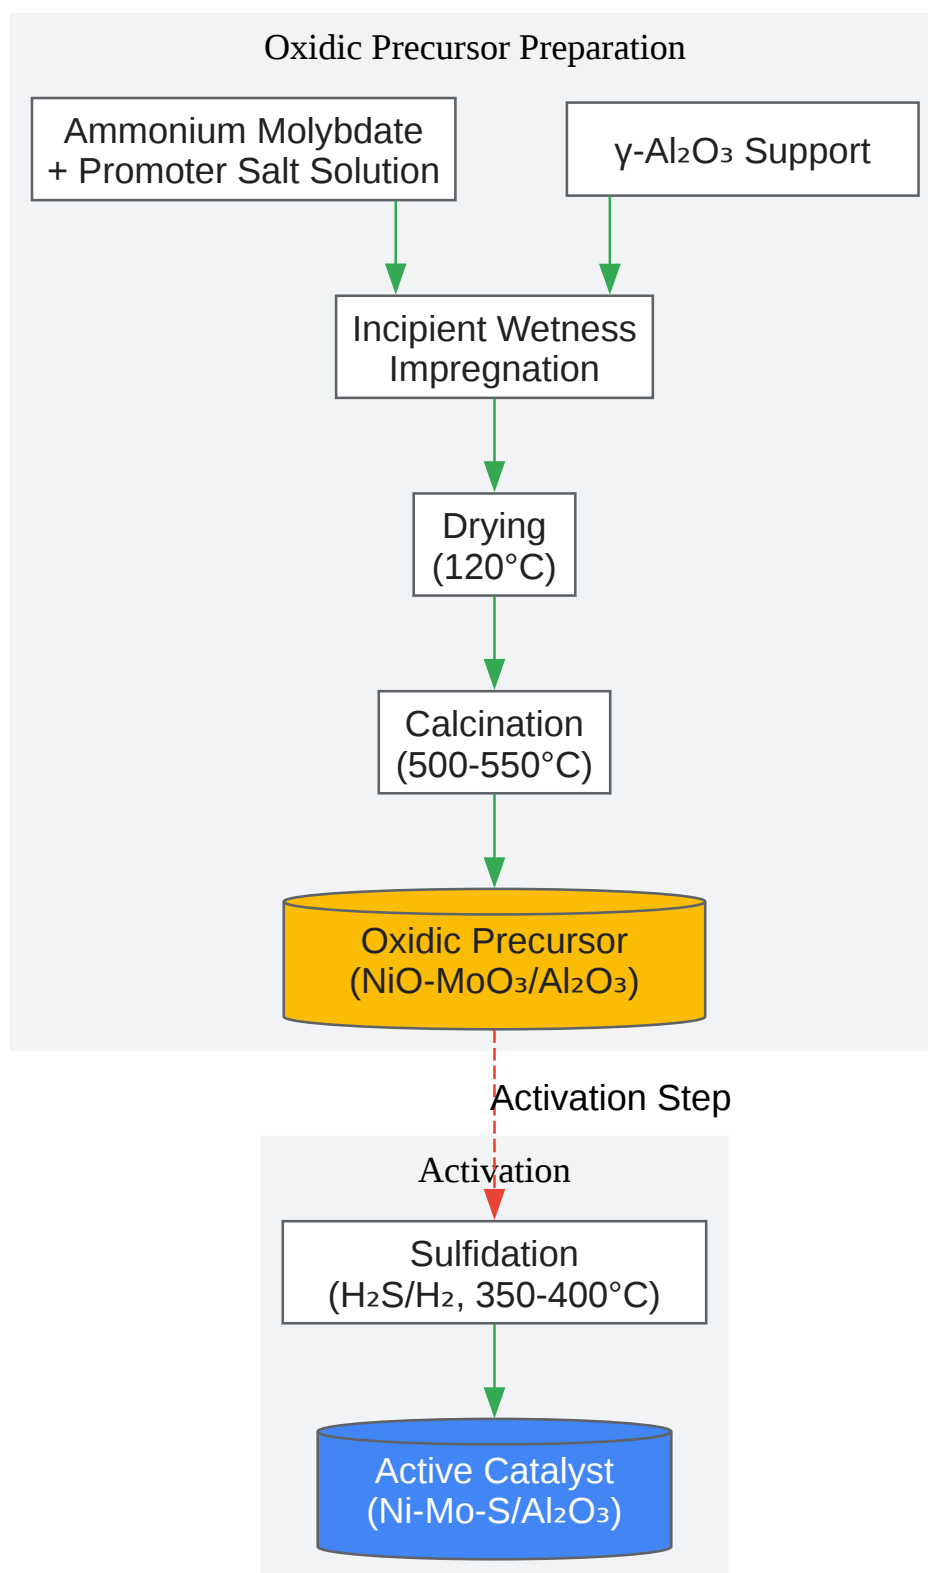 Oxidic Precursor Preparation
Ammonium Molybdate
+ Promoter Salt Solution
γ-Al₂O₃ Support
Incipient Wetness
Impregnation
Drying
(120°C)
Calcination
(500-550°C)
Oxidic Precursor
(NiO-MoO₃/Al₂O₃)
Activation Step
Activation
Sulfidation
(H₂S/H₂, 350-400°C)
Active Catalyst
(Ni-Mo-S/Al₂O₃)